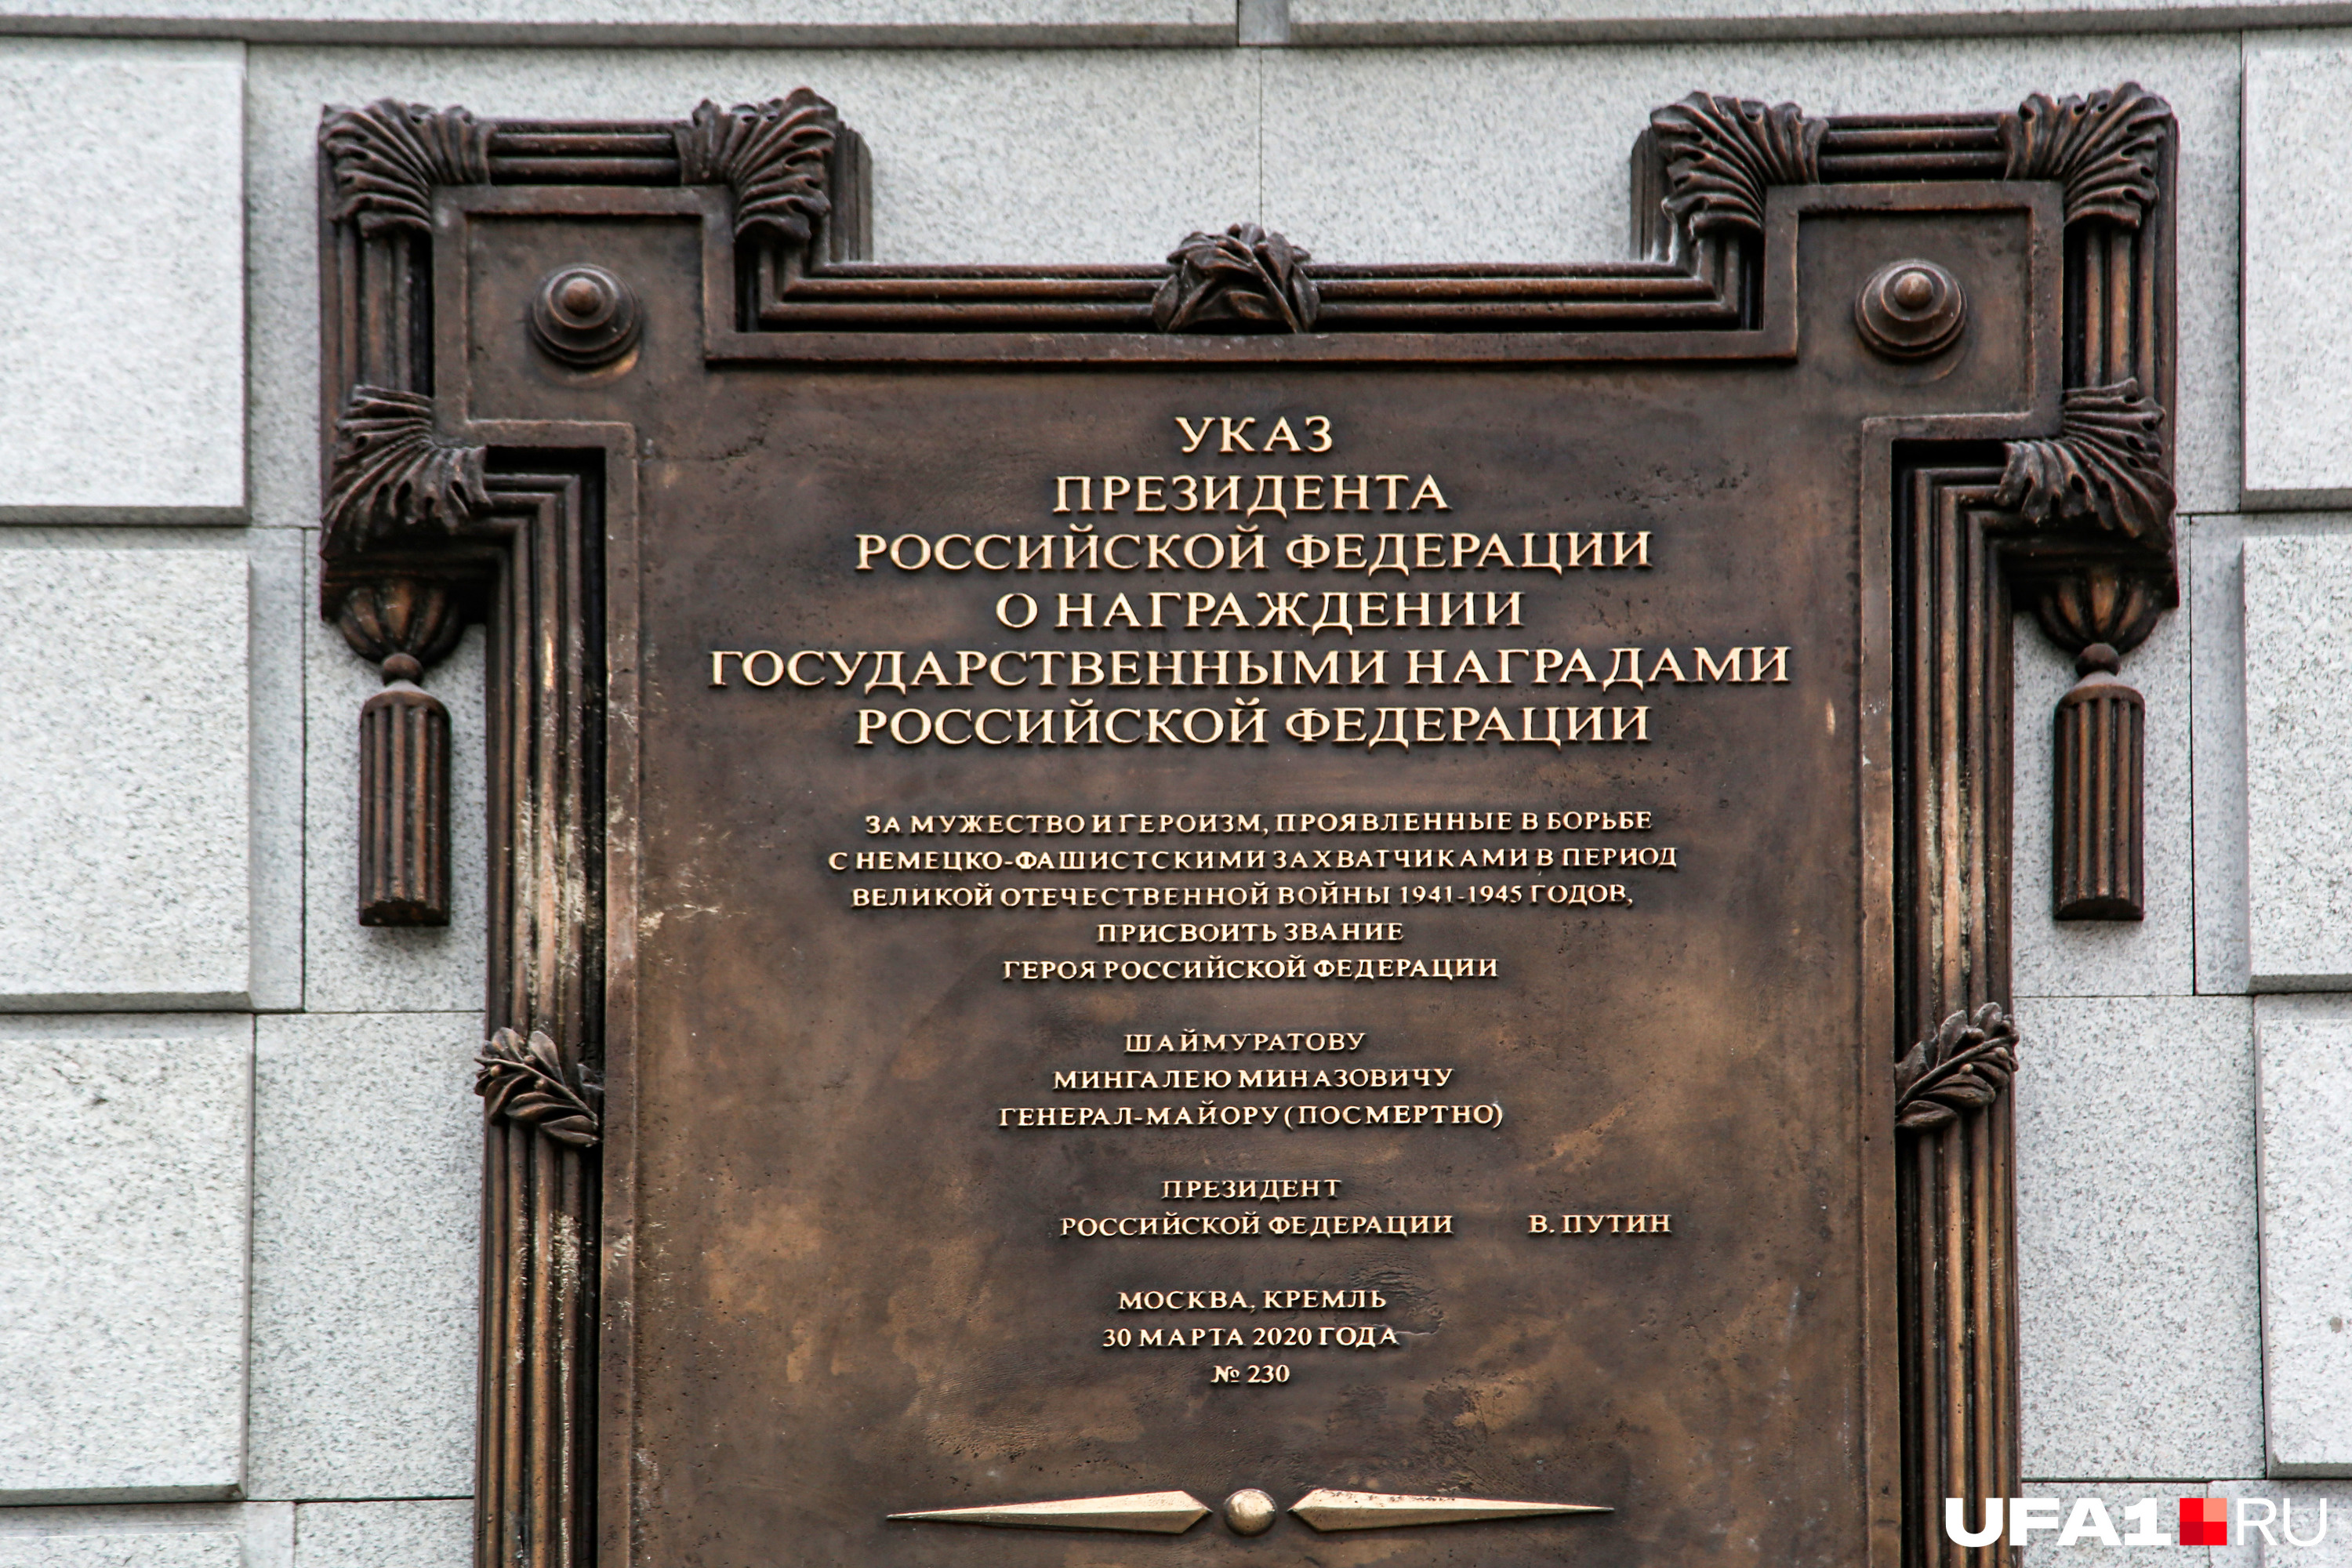 УКАЗ
ПРЕЗИДЕНТА
РОССИЙСКОЙ ФЕДЕРАЦИИ
О НАГРАЖДЕНИИ
ГОСУДАРСТВЕННЫМИ НАГРАДАМИ
РОССИЙСКОЙ ФЕДЕРАЦИИ
ЗА МУЖЕСТВО И ГЕРОИЗМ, ПРОЯВЛЕННЫЕ В БОРЬБЕ
С НЕМЕЦКО-ФАШИСТСКИМИ ЗАХВАТЧИКАМИ В ПЕРИОД
ВЕЛИКОЙ ОТЕЧЕСТВЕННОЙ ВОЙНЫ 1941-1945 ГОДОВ,
ПРИСВОИТЬ ЗВАНИЕ
ГЕРОЯ РОССИЙСКОЙ ФЕДЕРАЦИИ
ШАЙМУРАТОВУ
МИНГАЛЕЮ МИНАЗОВИЧУ
ГЕНЕРАЛ-МАЙОРУ (ПОСМЕРТНО)
ПРЕЗИДЕНТ
РОССИЙСКОЙ ФЕДЕРАЦИИ В. ПУТИН
МОСКВА, КРЕМЛЬ
30 МАРТА 2020 ГОДА
№ 230
UFA1 RU